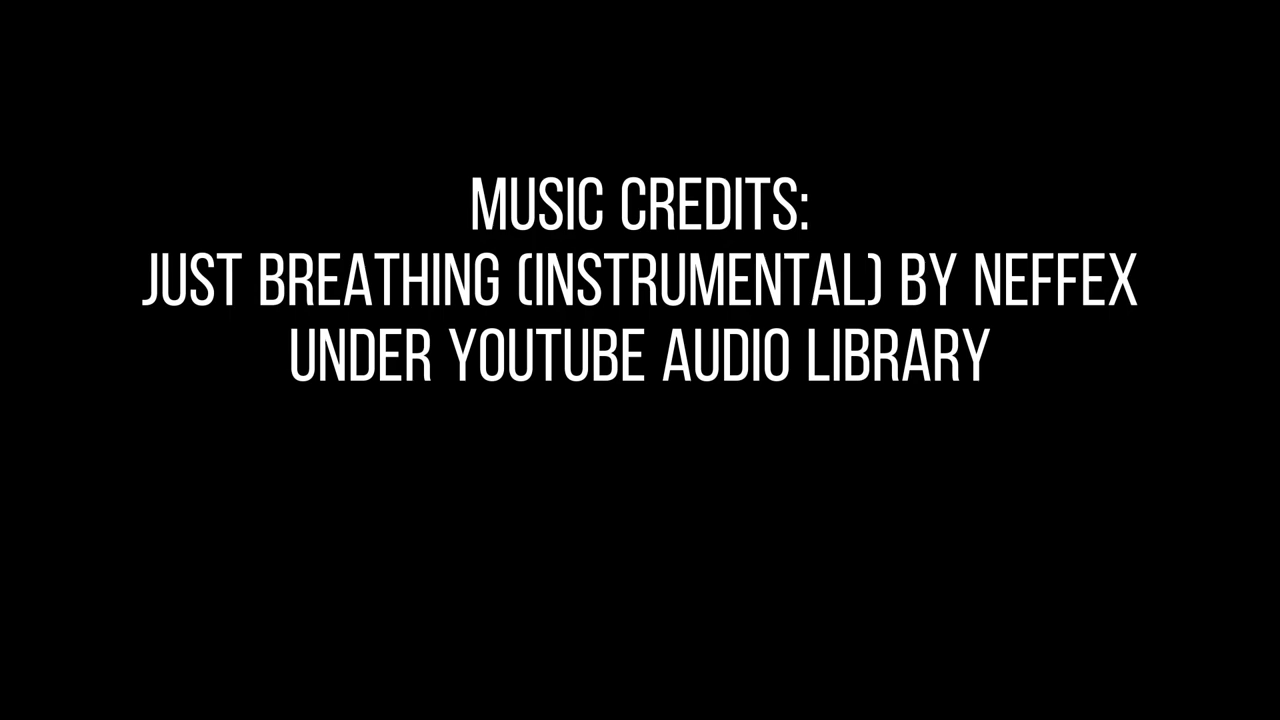 MUSIC CREDITS:
JUST BREATHING (INSTRUMENTAL) BY NEFFEX
UNDER YOUTUBE AUDIO LIBRARY